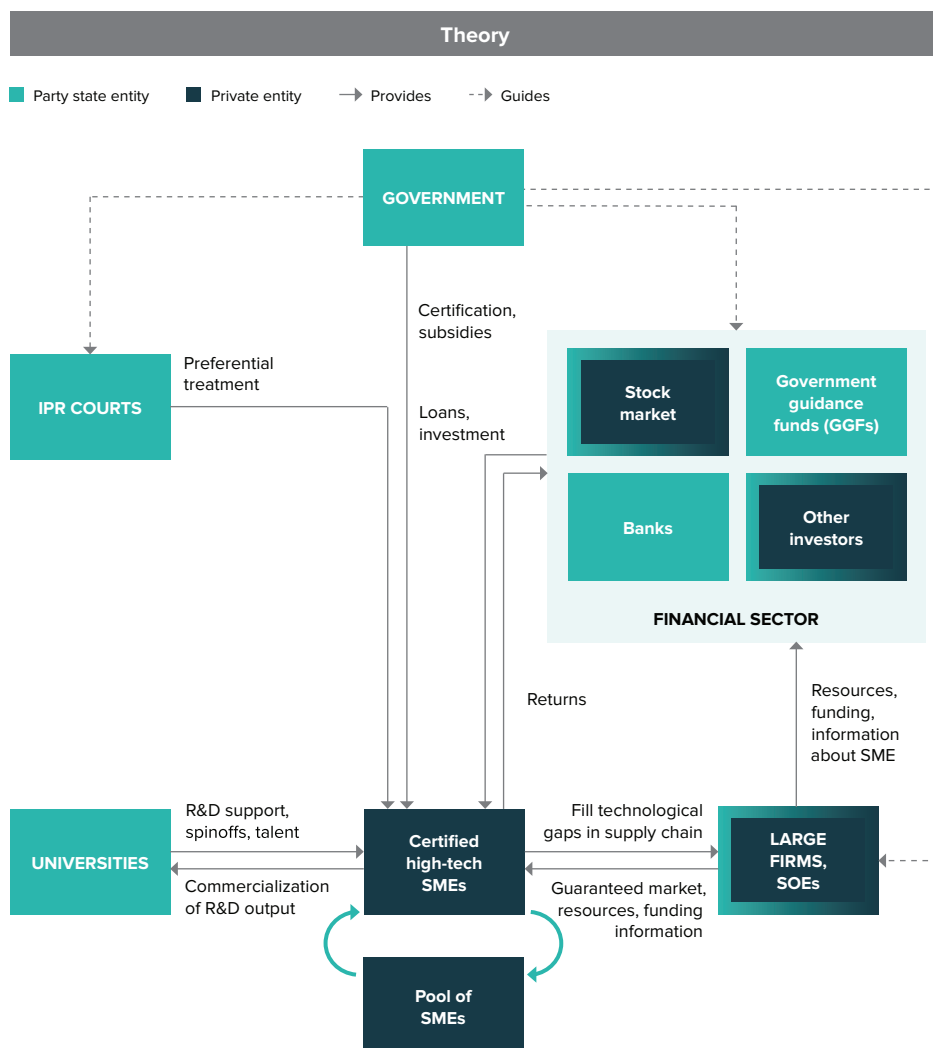 Theory
Party state entity
Private entity
Provides
Guides
GOVERNMENT
Certification,
subsidies
IPR COURTS
Preferential
treatment
Loans,
investment
Stock
market
Government
guidance
funds (GGFs)
Banks
Other
investors
FINANCIAL SECTOR
Returns
Resources,
funding,
information
about SME
UNIVERSITIES
R&D support,
spinoffs, talent
Commercialization
of R&D output
Certified
high-tech
SMEs
Fill technological
gaps in supply chain
Guaranteed market,
resources, funding
information
LARGE
FIRMS,
SOEs
Pool of
SMEs